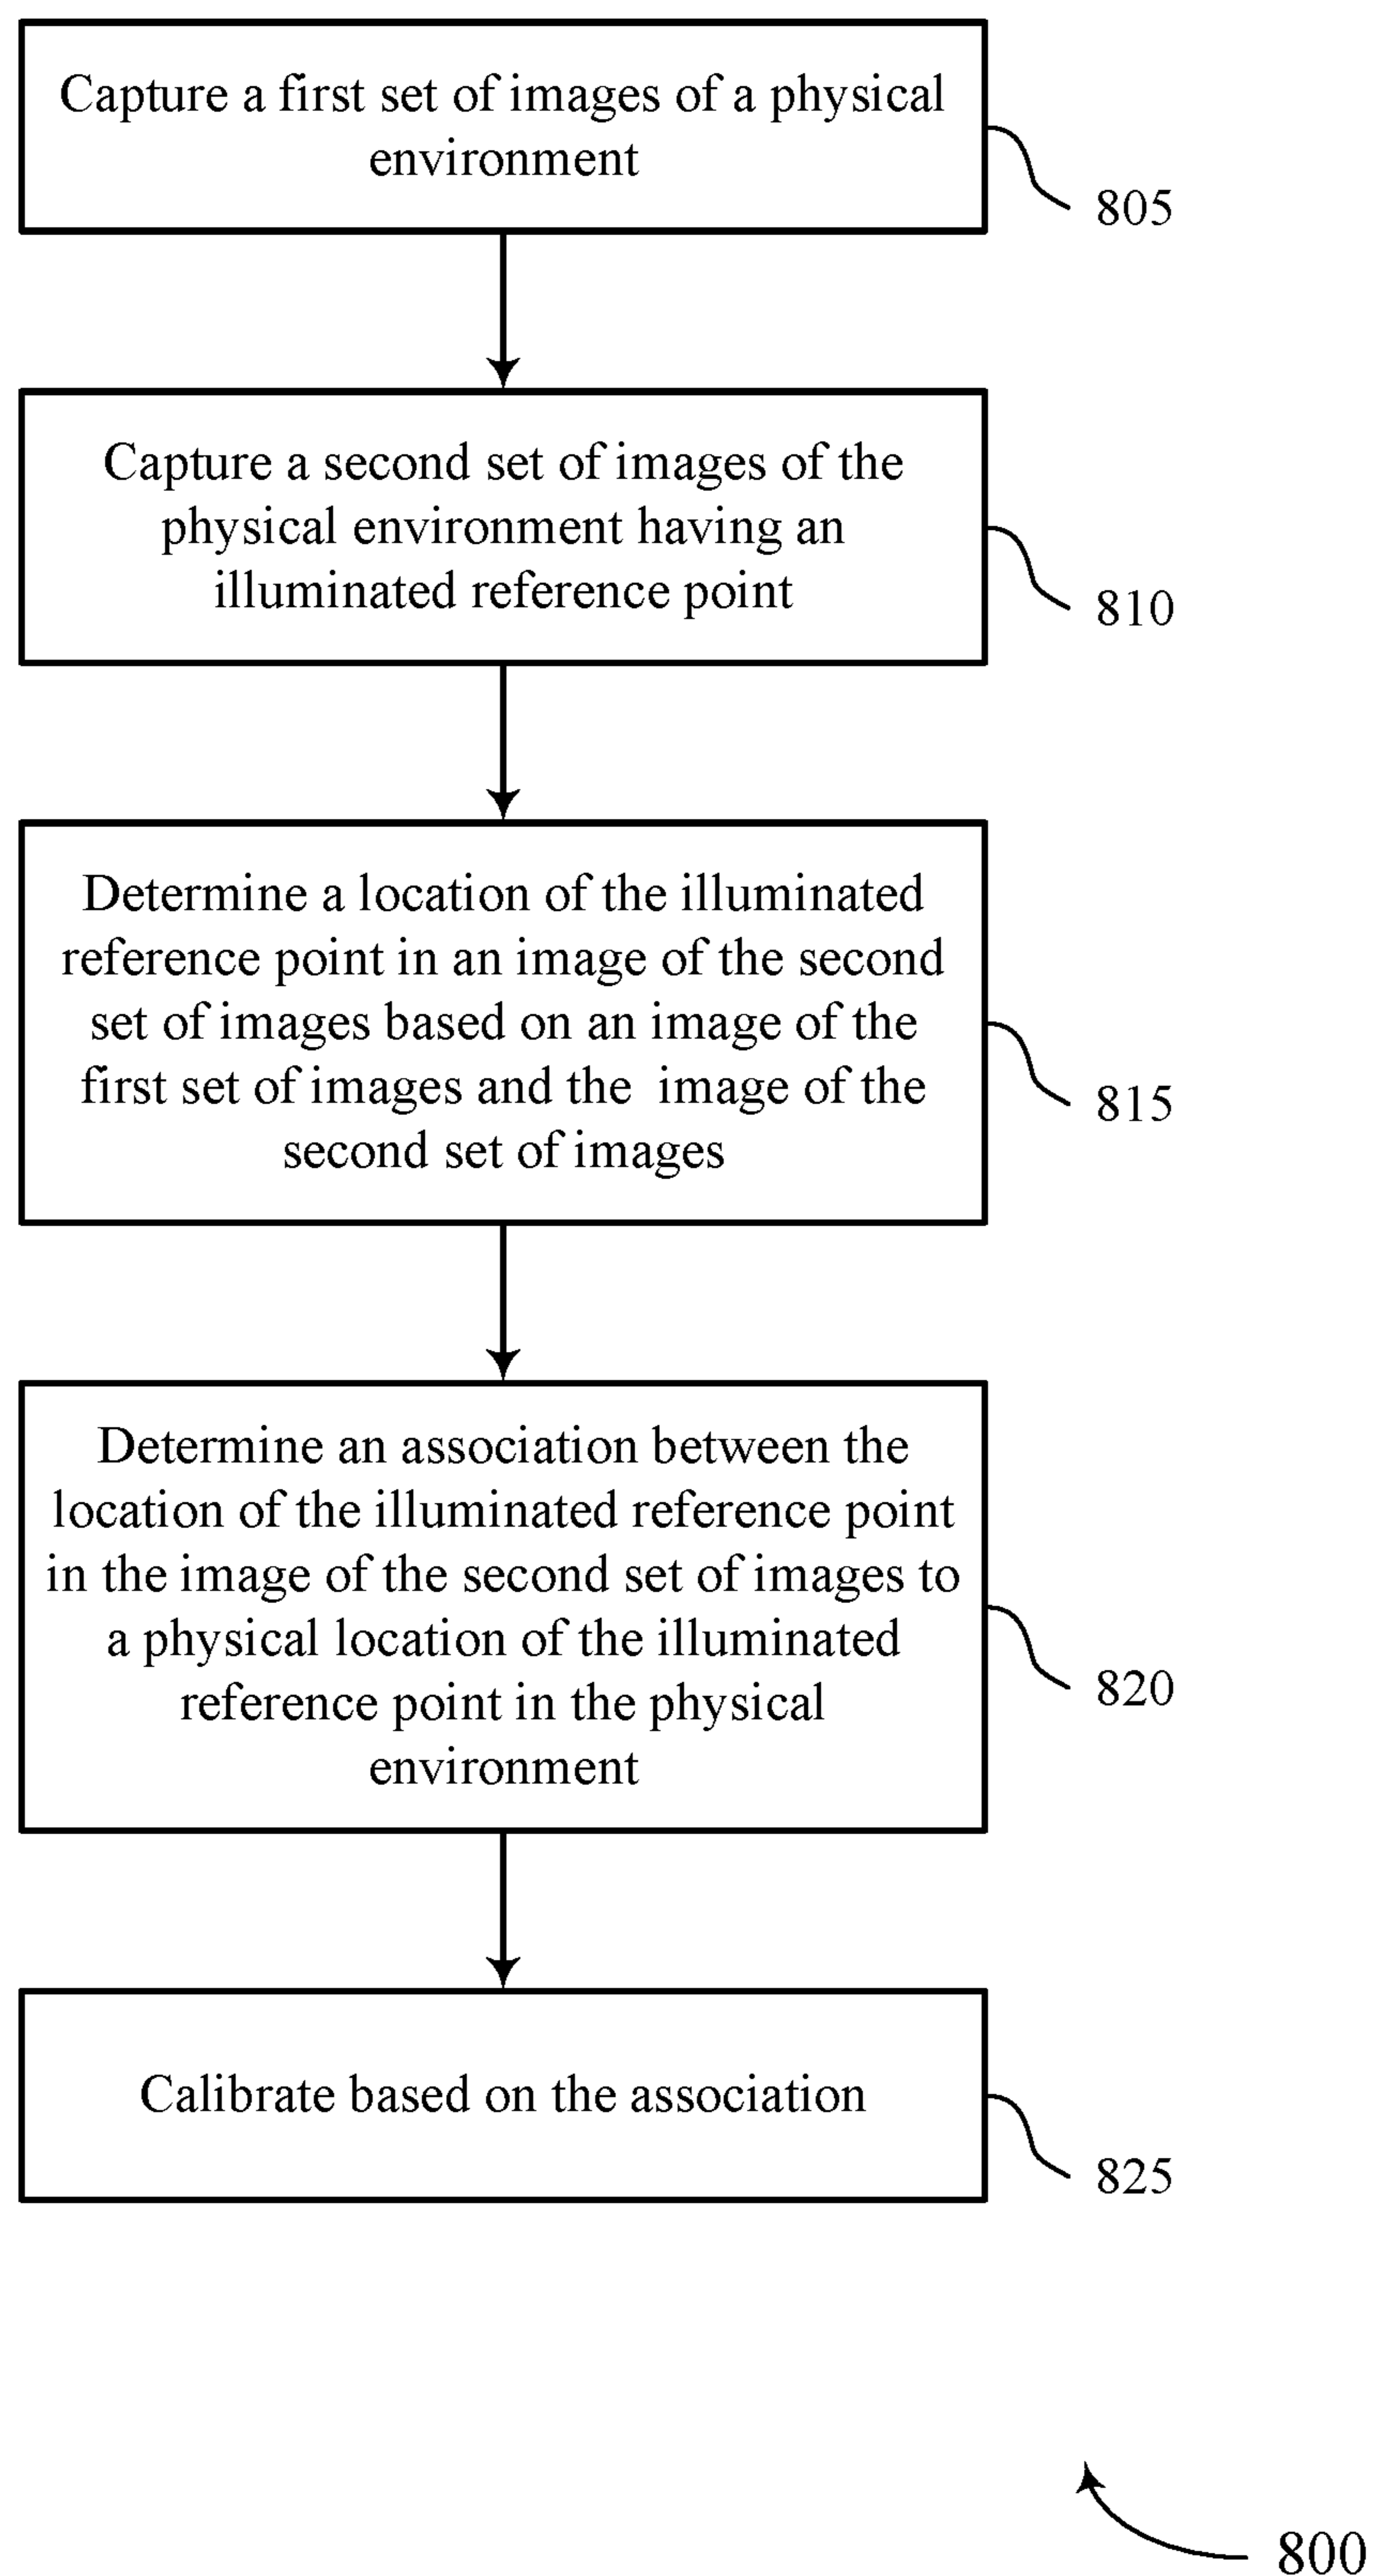 Capture a first set of images of a physical
environment
805
Capture a second set of images of the
physical environment having an
illuminated reference point
810
Determine a location of the illuminated
reference point in an image of the second
set of images based on an image of the
first set of images and the  image of the
second set of images
815
Determine an association between the
location of the illuminated reference point
in the image of the second set of images to
a physical location of the illuminated
reference point in the physical
environment
820
Calibrate based on the association
825
800